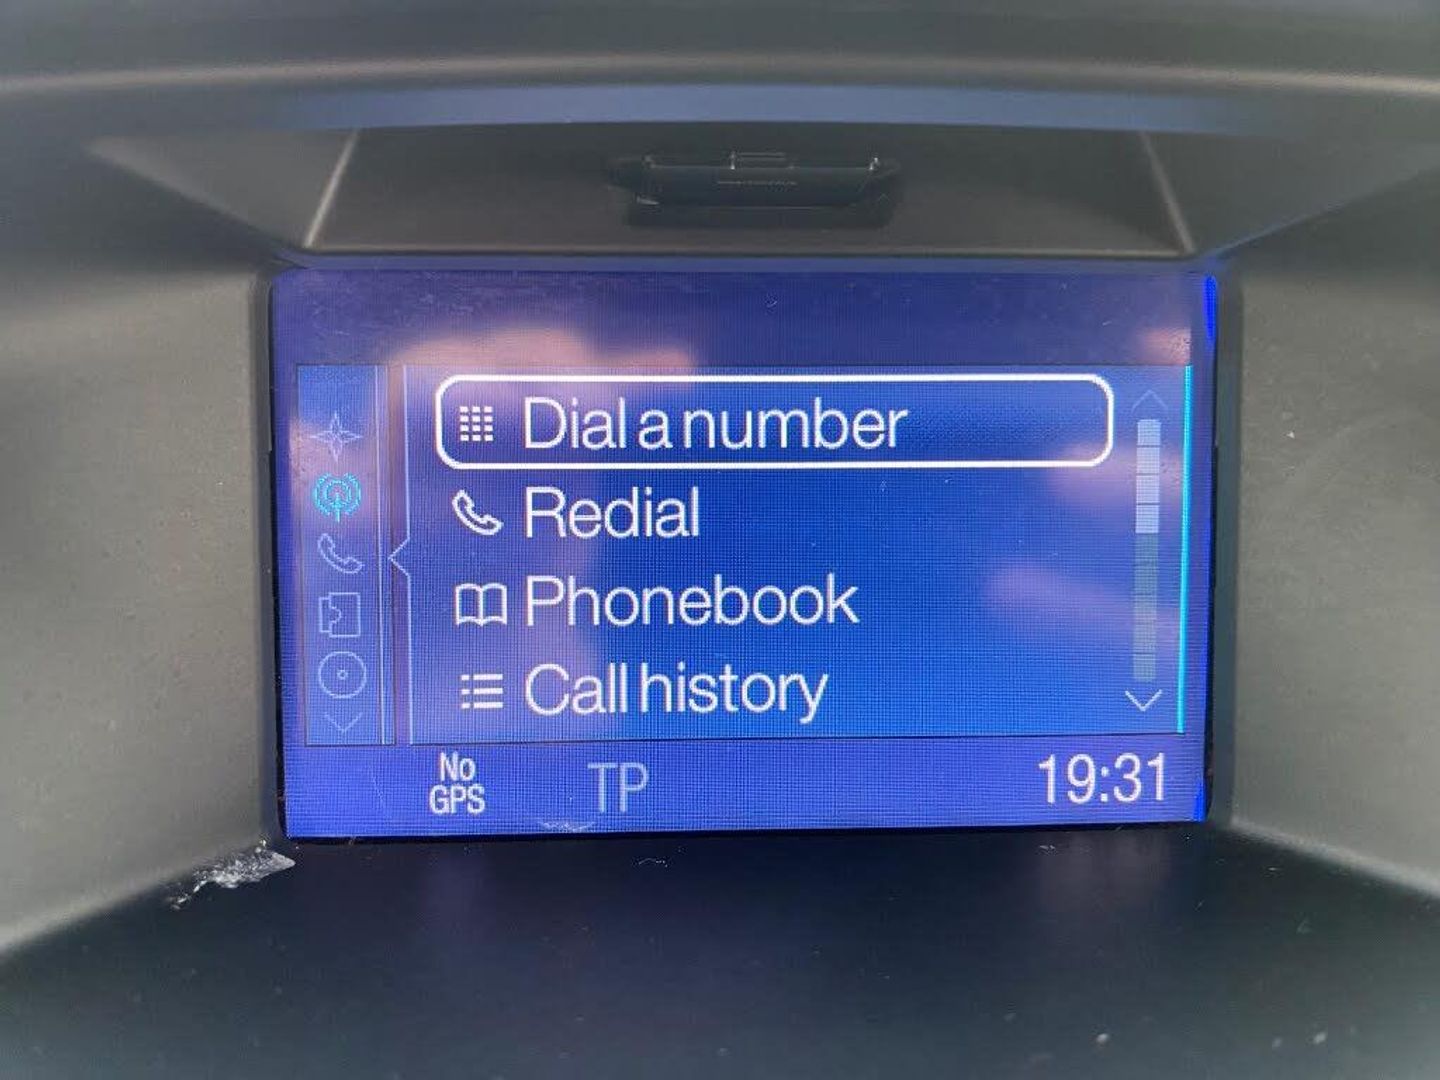 Dial a number
Redial
Phonebook
Call history
No
GPS
TP
19:31